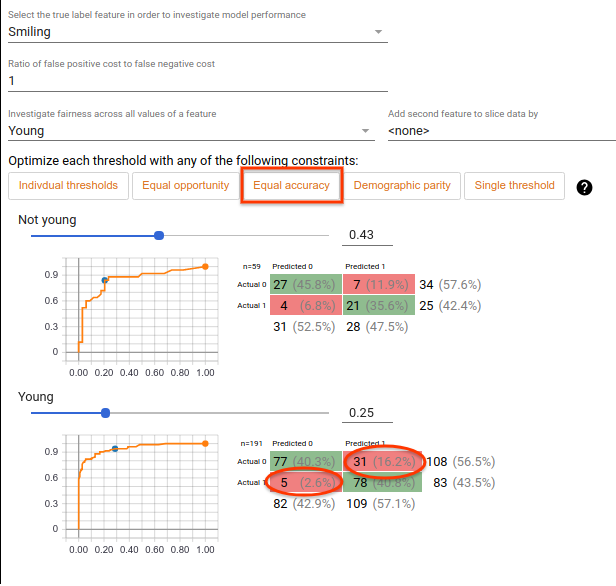 Select the true label feature in order to investigate model performance
Smiling
Ratio of false positive cost to false negative cost
1
Investigate fairness across all values of a feature
Add second feature to slice data by
Young
<none>
Optimize each threshold with any of the following constraints:
Indivdual thresholds
Equal opportunity
Equal accuracy
Demographic parity
Single threshold
?
Not young
0.43
0.9
0.6
0.3
0
0.00 0.20 0.40 0.60 0.80 1.00
n=59 Predicted 0 Predicted 1
Actual 0 27 (45.8%) 7 (11.9%) 34 (57.6%)
Actual 1 4 (6.8%) 21 (35.6%) 25 (42.4%)
31 (52.5%) 28 (47.5%)
Young
0.25
0.9
0.6
0.3
0
0.00 0.20 0.40 0.60 0.80 1.00
n=191 Predicted 0 Predicted 1
Actual 0 77 (40.3%) 31 (16.2%) 108 (56.5%)
Actual 1 5 (2.6%) 78 (40.8%) 83 (43.5%)
82 (42.9%) 109 (57.1%)